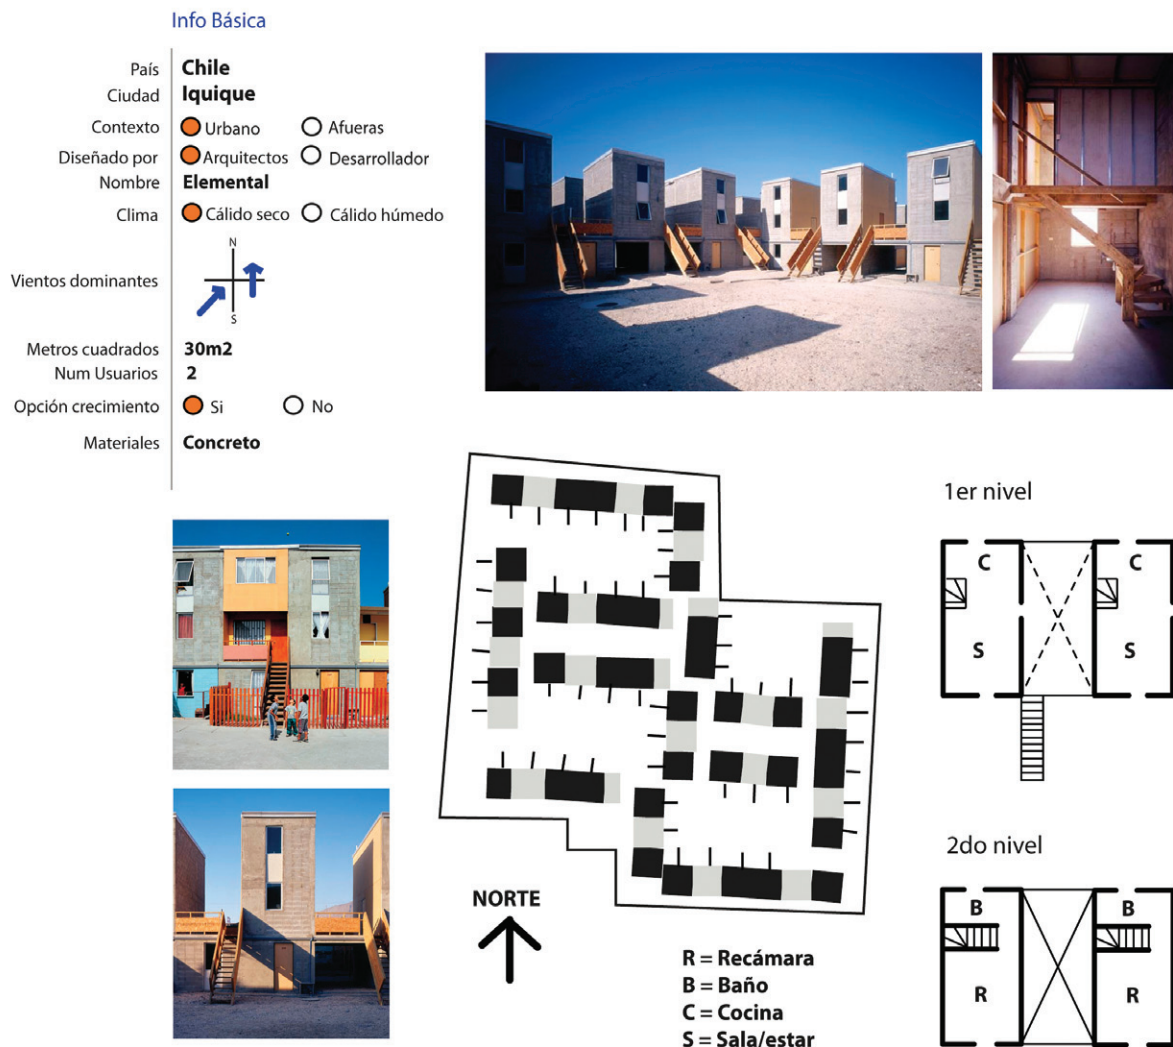 Info Básica
País Chile
Ciudad Iquique
Contexto Urbano Afueras
Diseñado por Arquitectos Desarrollador
Nombre Elemental
Clima Cálido seco Cálido húmedo
N
Vientos dominantes
S
Metros cuadrados 30m2
Num Usuarios 2
Opción crecimiento Si No
Materiales Concreto
1er nivel
C C
S S
2do nivel
B B
R R
NORTE
R = Recámara
B = Baño
C = Cocina
S = Sala/estar